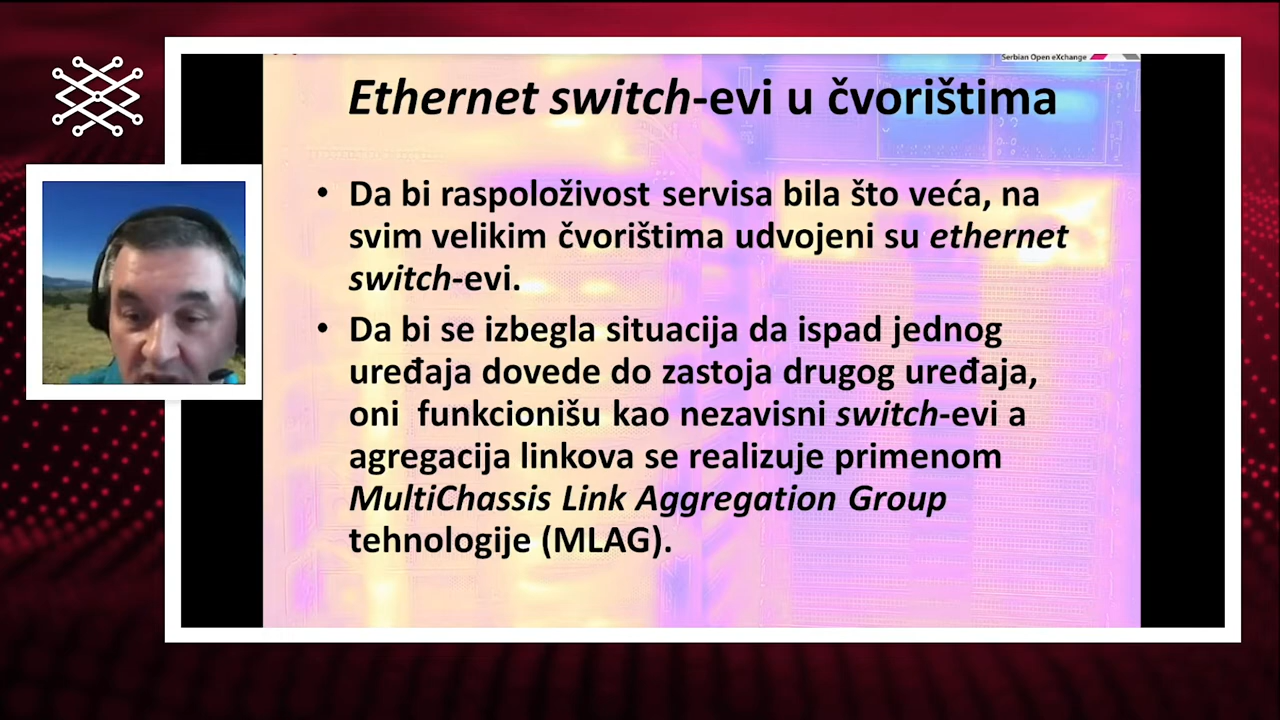 Serbian Open eXchange
Ethernet switch-evi u čvorištima
• Da bi raspoloživost servisa bila što veća, na
svim velikim čvorištima udvojeni su ethernet
switch-evi.
• Da bi se izbegla situacija da ispad jednog
uređaja dovede do zastoja drugog uređaja,
oni funkcionišu kao nezavisni switch-evi a
agregacija linkova se realizuje primenom
MultiChassis Link Aggregation Group
tehnologije (MLAG).